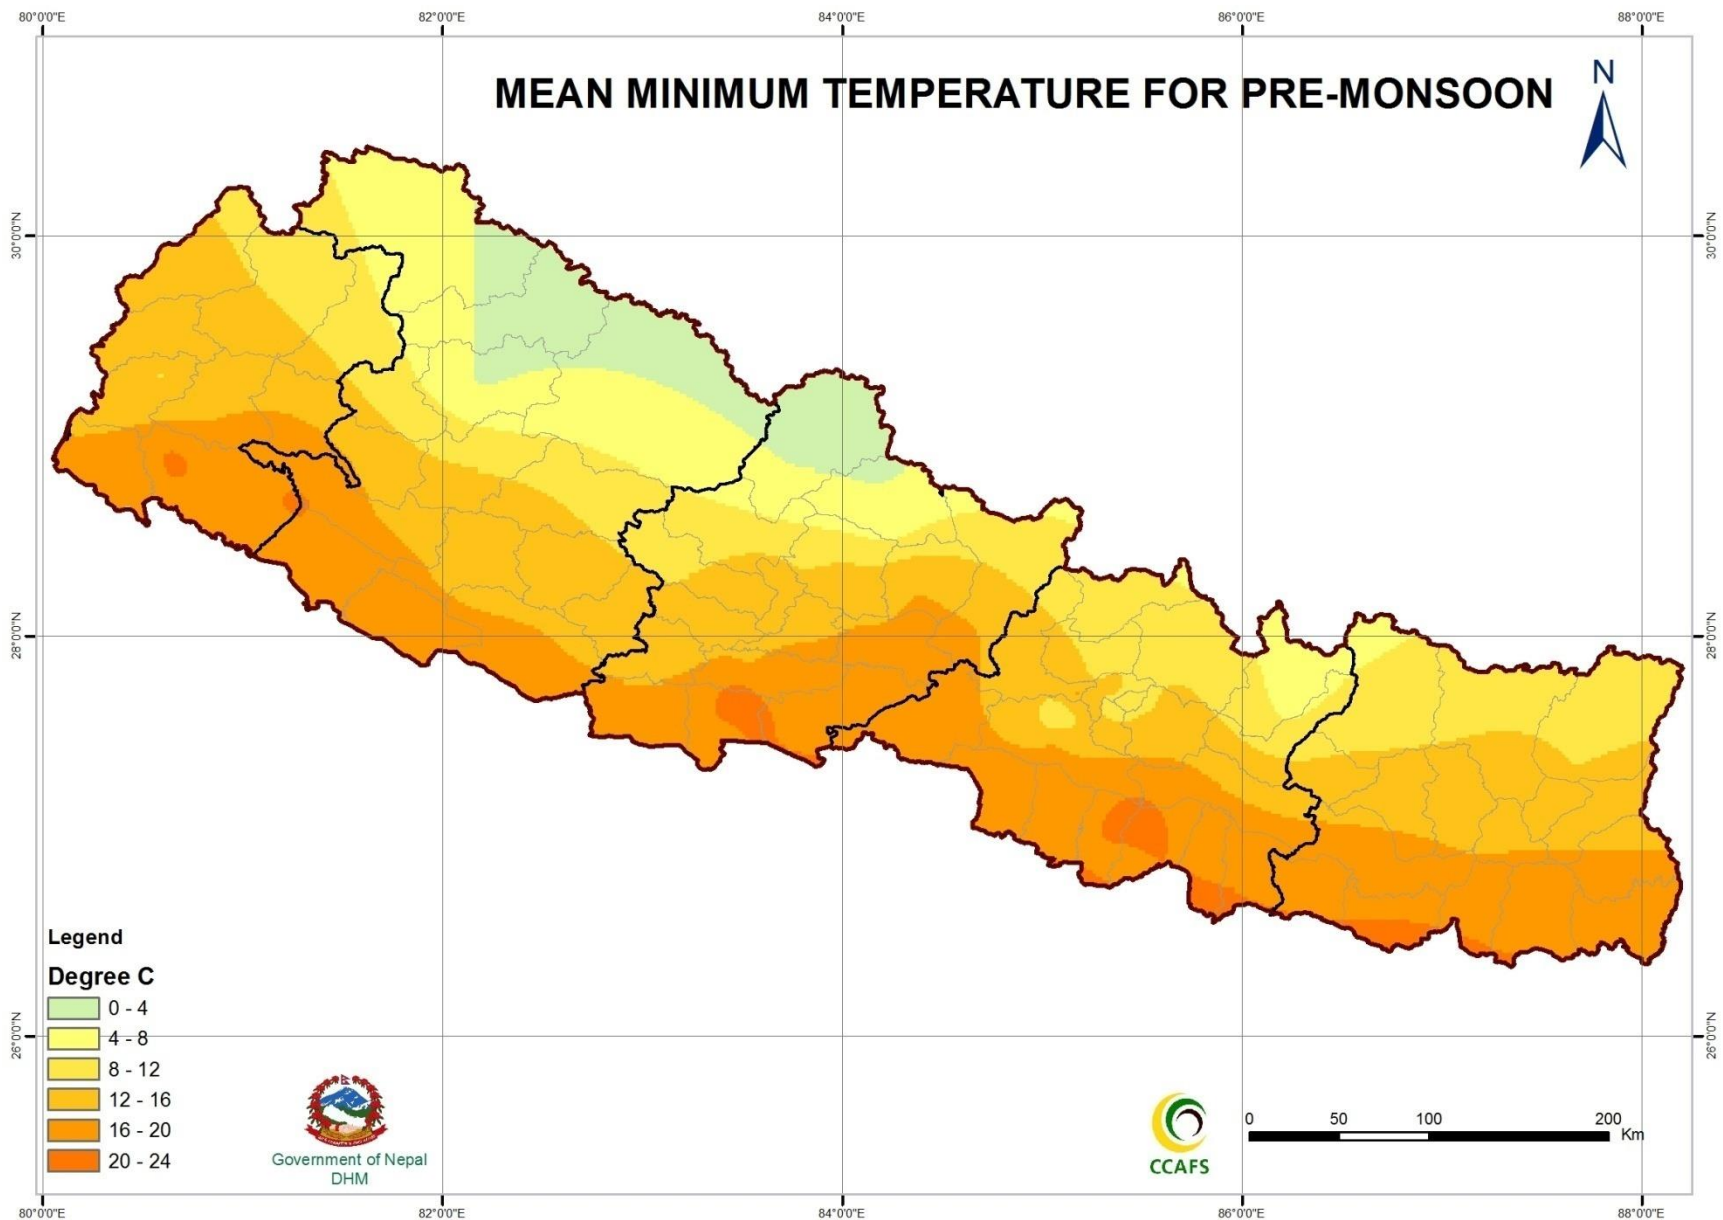 80°0'0"E 82°0'0"E 84°0'0"E 86°0'0"E 88°0'0"E
MEAN MINIMUM TEMPERATURE FOR PRE-MONSOON
N
30°0'0"N 30°0'0"N
28°0'0"N 28°0'0"N
26°0'0"N 26°0'0"N
Legend
Degree C
0 - 4
4 - 8
8 - 12
12 - 16
16 - 20
20 - 24
Government of Nepal
DHM
CCAFS
0 50 100 200
Km
80°0'0"E 82°0'0"E 84°0'0"E 86°0'0"E 88°0'0"E